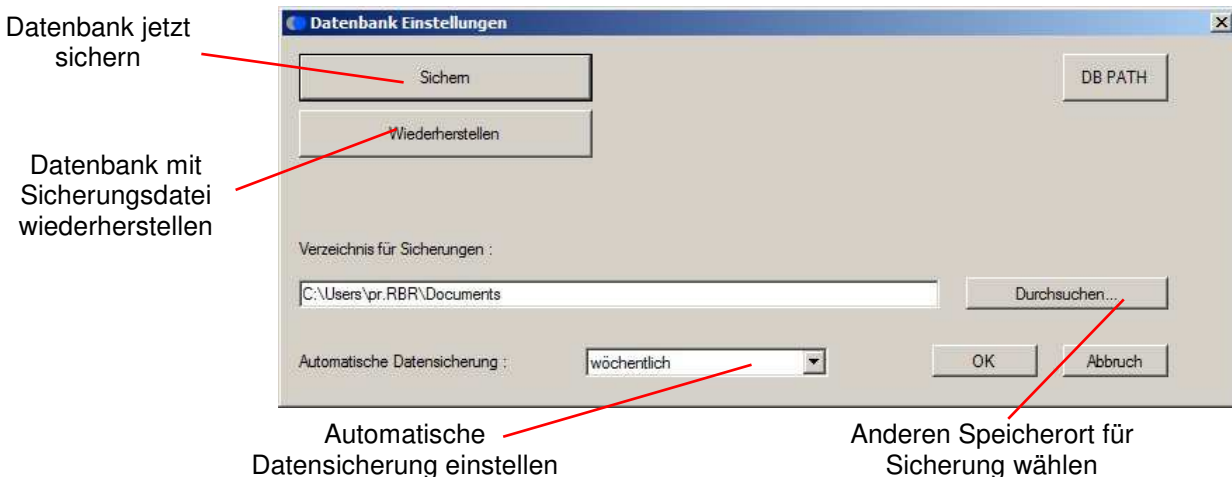 Datenbank jetzt
sichern
Datenbank Einstellungen
Sichern
DB PATH
Wiederherstellen
Datenbank mit
Sicherungsdatei
wiederherstellen
Verzeichnis für Sicherungen :
C:\Users\pr.RBR\Documents
Durchsuchen...
Automatische Datensicherung :
wöchentlich
OK
Abbruch
Automatische
Datensicherung einstellen
Anderen Speicherort für
Sicherung wählen